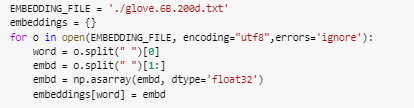 EMBEDDING_FILE = './glove.6B.200d.txt'
embeddings = {}
for o in open(EMBEDDING_FILE, encoding="utf8",errors='ignore'):
    word = o.split(" ")[0]
    embd = o.split(" ")[1:]
    embd = np.asarray(embd, dtype='float32')
    embeddings[word] = embd